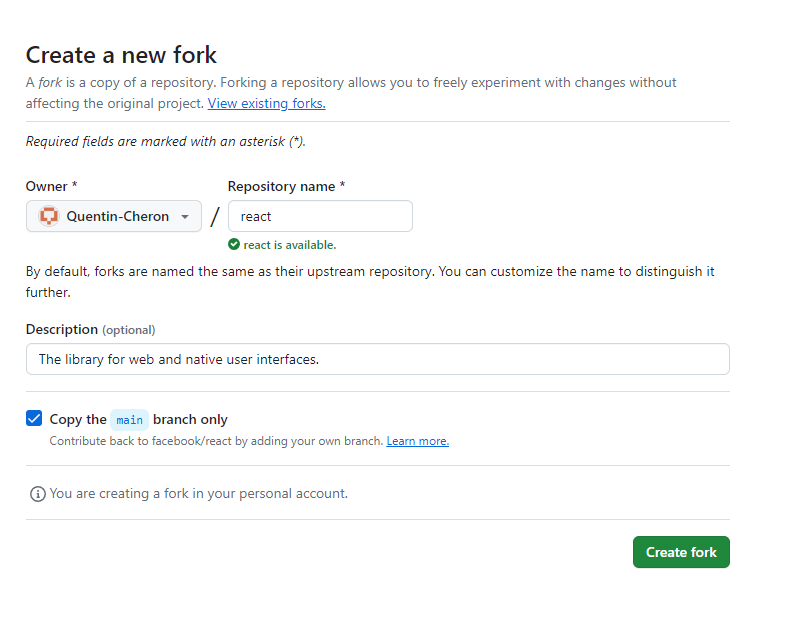 Create a new fork
A fork is a copy of a repository. Forking a repository allows you to freely experiment with changes without
affecting the original project. View existing forks.
Required fields are marked with an asterisk (*).
Owner *
Repository name *
Quentin-Cheron
/
react
react is available.
By default, forks are named the same as their upstream repository. You can customize the name to distinguish it
further.
Description (optional)
The library for web and native user interfaces.
Copy the main branch only
Contribute back to facebook/react by adding your own branch. Learn more.
You are creating a fork in your personal account.
Create fork